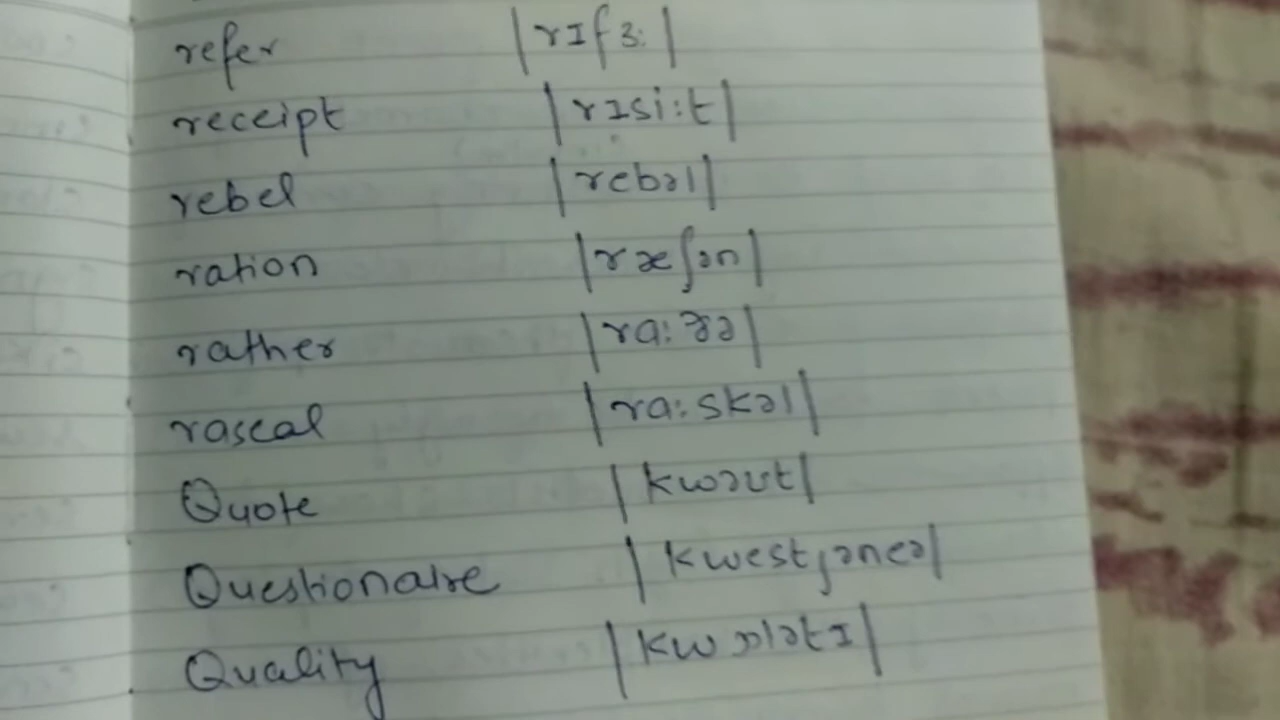 refer |rɪfɜ:|
receipt |rɪsi:t|
rebel |rebəl|
ration |ræʃən|
rather |ra:ðə|
rascal |ra:skəl|
Quote |kwəʊt|
Questionaire |kwestʃəneə|
Quality |kwɒlətɪ|